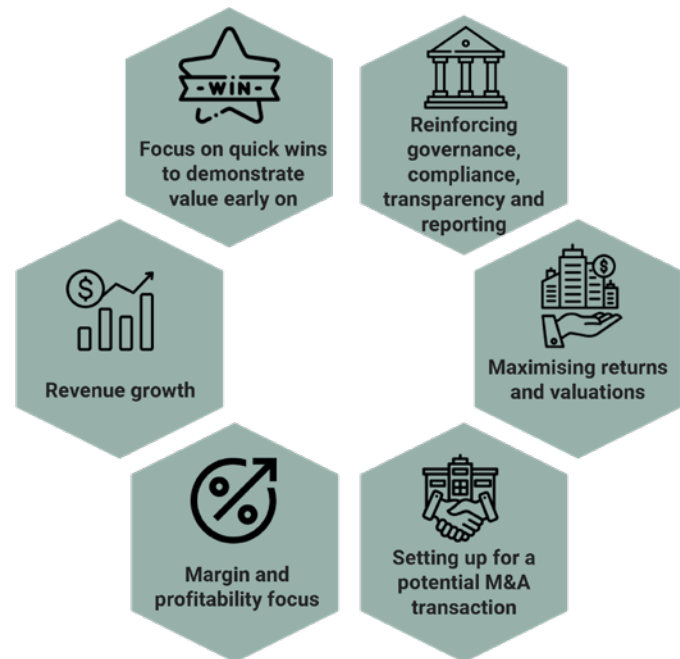 - WIN -
Focus on quick wins
to demonstrate
value early on
Reinforcing
governance,
compliance,
transparency and
reporting
$
Revenue growth
$
Maximising returns
and valuations
%
Margin and
profitability focus
Setting up for a
potential M&A
transaction